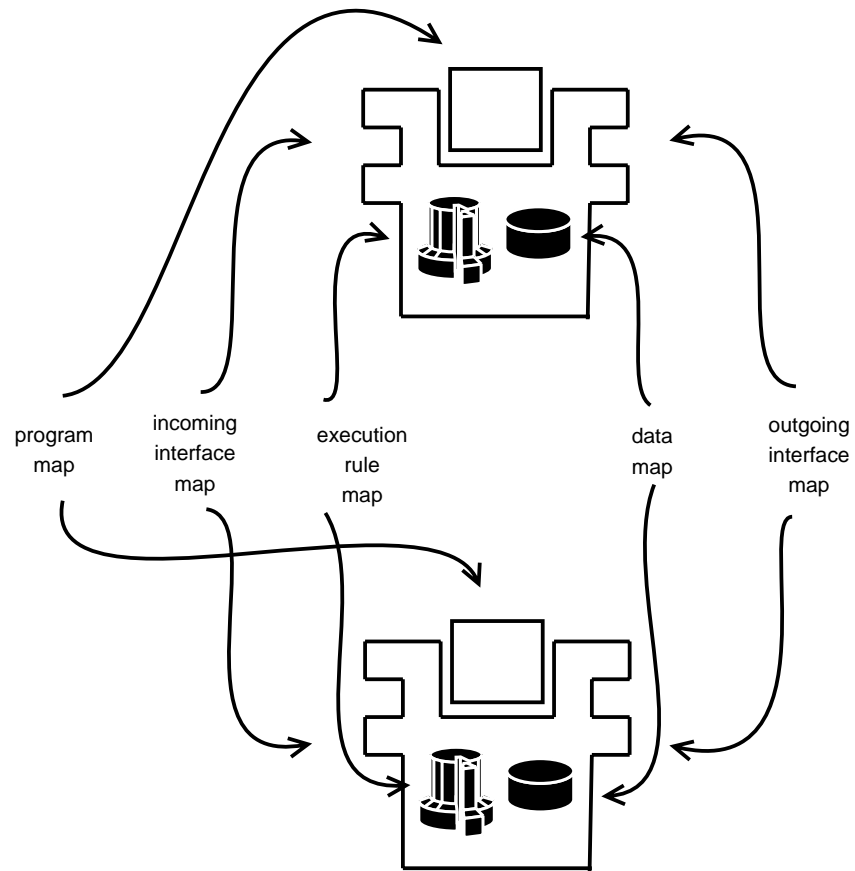 program
map
incoming
interface
map
execution
rule
map
data
map
outgoing
interface
map